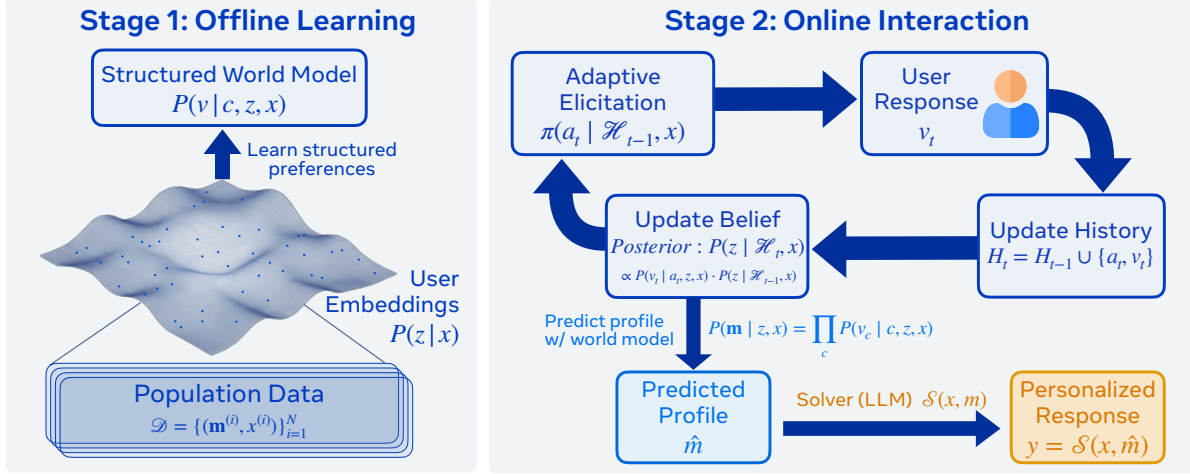 Stage 1: Offline Learning
Structured World Model
P(v | c, z, x)
Learn structured
preferences
User
Embeddings
P(z | x)
Population Data
𝒟 = {(𝐦⁽ⁱ⁾, x⁽ⁱ⁾)}ᵢ₌₁ᴺ
Stage 2: Online Interaction
Adaptive
Elicitation
π(a_t | ℋ_{t−1}, x)
User
Response
v_t
Update History
H_t = H_{t−1} ∪ {a_t, v_t}
Update Belief
Posterior : P(z | ℋ_t, x)
∝ P(v_t | a_t, z, x) · P(z | ℋ_{t−1}, x)
Predict profile
w/ world model
P(𝐦 | z, x) = ∏_c P(v_c | c, z, x)
Predicted
Profile
m̂
Solver (LLM) 𝒮(x, m)
Personalized
Response
y = 𝒮(x, m̂)